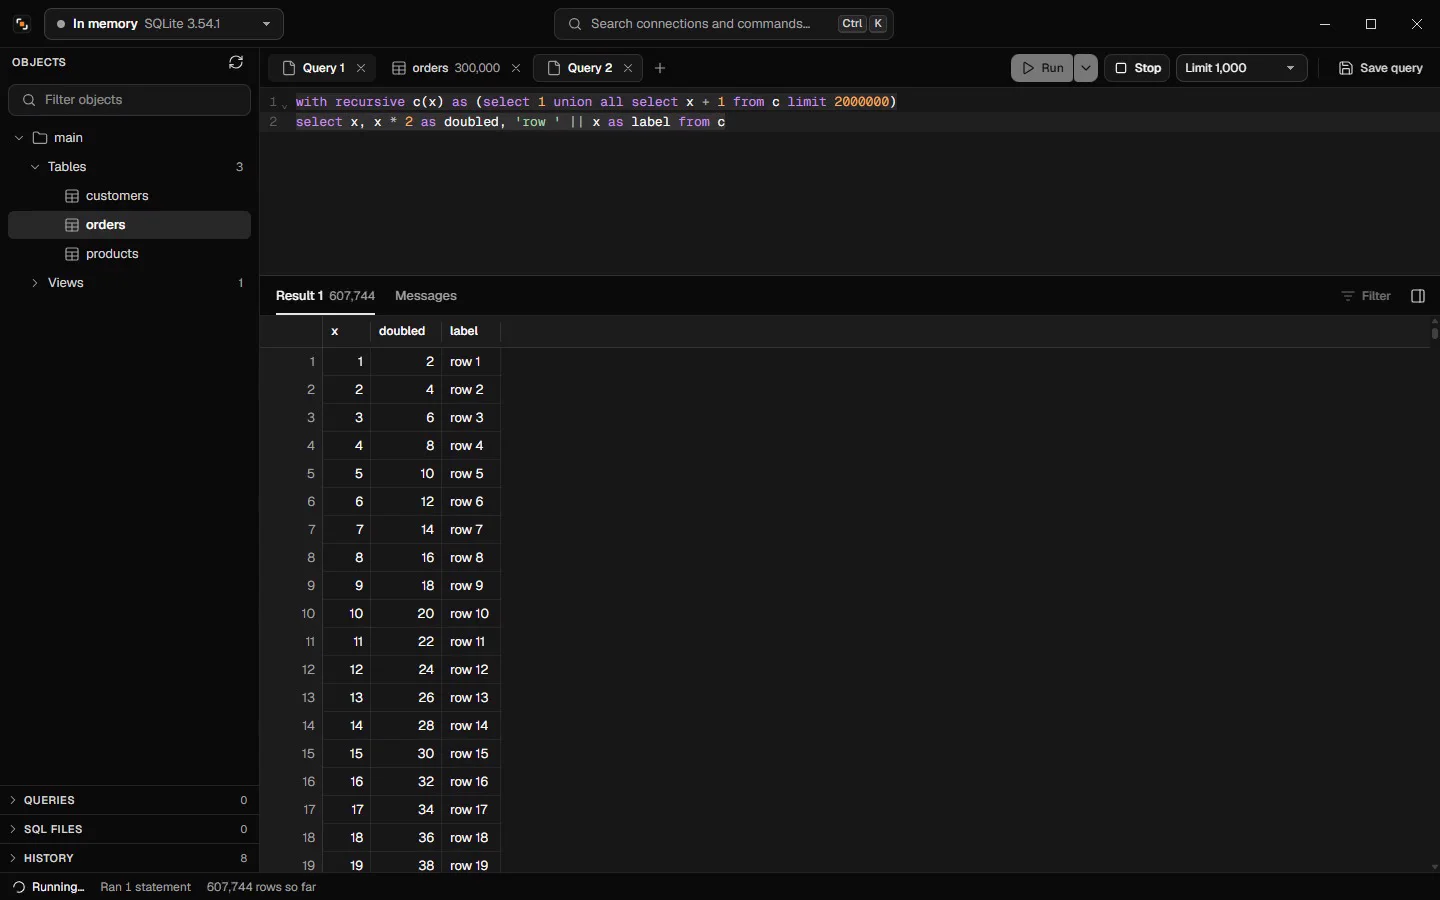 In memory SQLite 3.54.1
Search connections and commands... Ctrl K
OBJECTS
Filter objects
main
Tables 3
customers
orders
products
Views 1
QUERIES 0
SQL FILES 0
HISTORY 8
Query 1
orders 300,000
Query 2
Run
Stop
Limit 1,000
Save query
1 with recursive c(x) as (select 1 union all select x + 1 from c limit 2000000)
2 select x, x * 2 as doubled, 'row ' || x as label from c
Result 1 607,744
Messages
Filter
x doubled label
1 1 2 row 1
2 2 4 row 2
3 3 6 row 3
4 4 8 row 4
5 5 10 row 5
6 6 12 row 6
7 7 14 row 7
8 8 16 row 8
9 9 18 row 9
10 10 20 row 10
11 11 22 row 11
12 12 24 row 12
13 13 26 row 13
14 14 28 row 14
15 15 30 row 15
16 16 32 row 16
17 17 34 row 17
18 18 36 row 18
19 19 38 row 19
Running... Ran 1 statement 607,744 rows so far